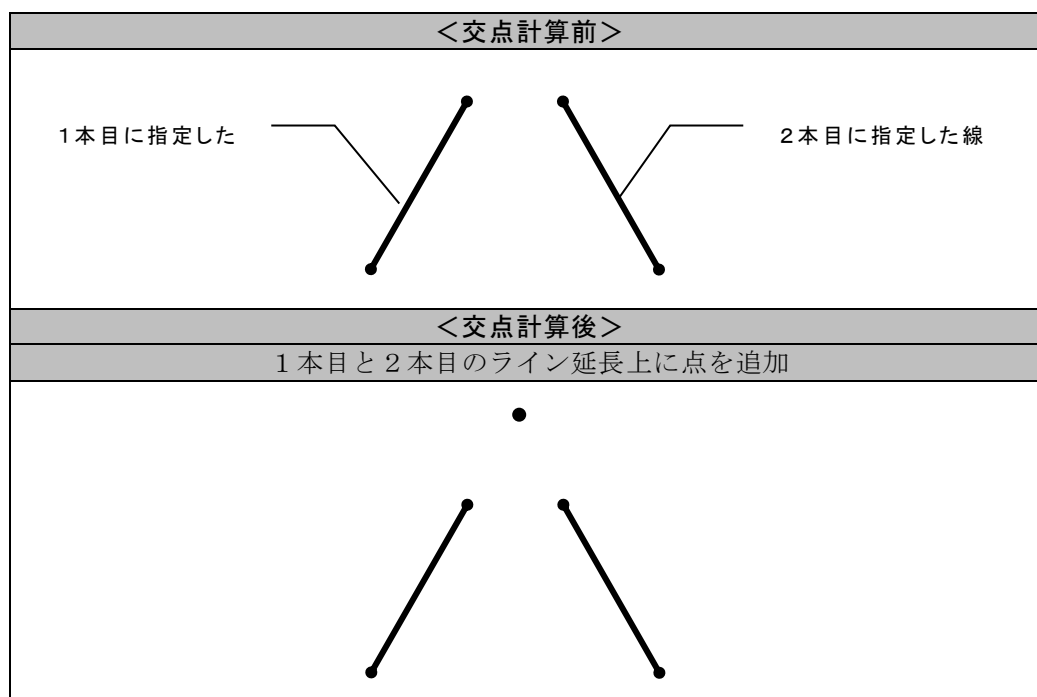 ＜交点計算前＞
1本目に指定した
2本目に指定した線
＜交点計算後＞
1本目と2本目のライン延長上に点を追加